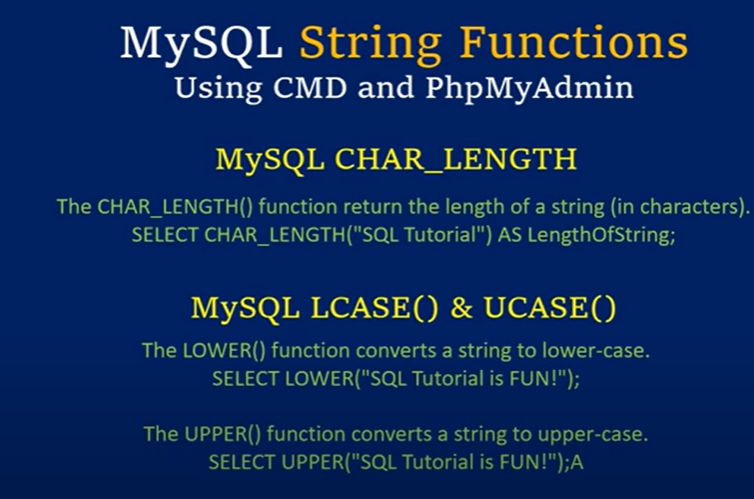 MySQL String Functions
Using CMD and PhpMyAdmin
MySQL CHAR_LENGTH
The CHAR_LENGTH() function return the length of a string (in characters).
SELECT CHAR_LENGTH("SQL Tutorial") AS LengthOfString;
MySQL LCASE() & UCASE()
The LOWER() function converts a string to lower-case.
SELECT LOWER("SQL Tutorial is FUN!");
The UPPER() function converts a string to upper-case.
SELECT UPPER("SQL Tutorial is FUN!");A